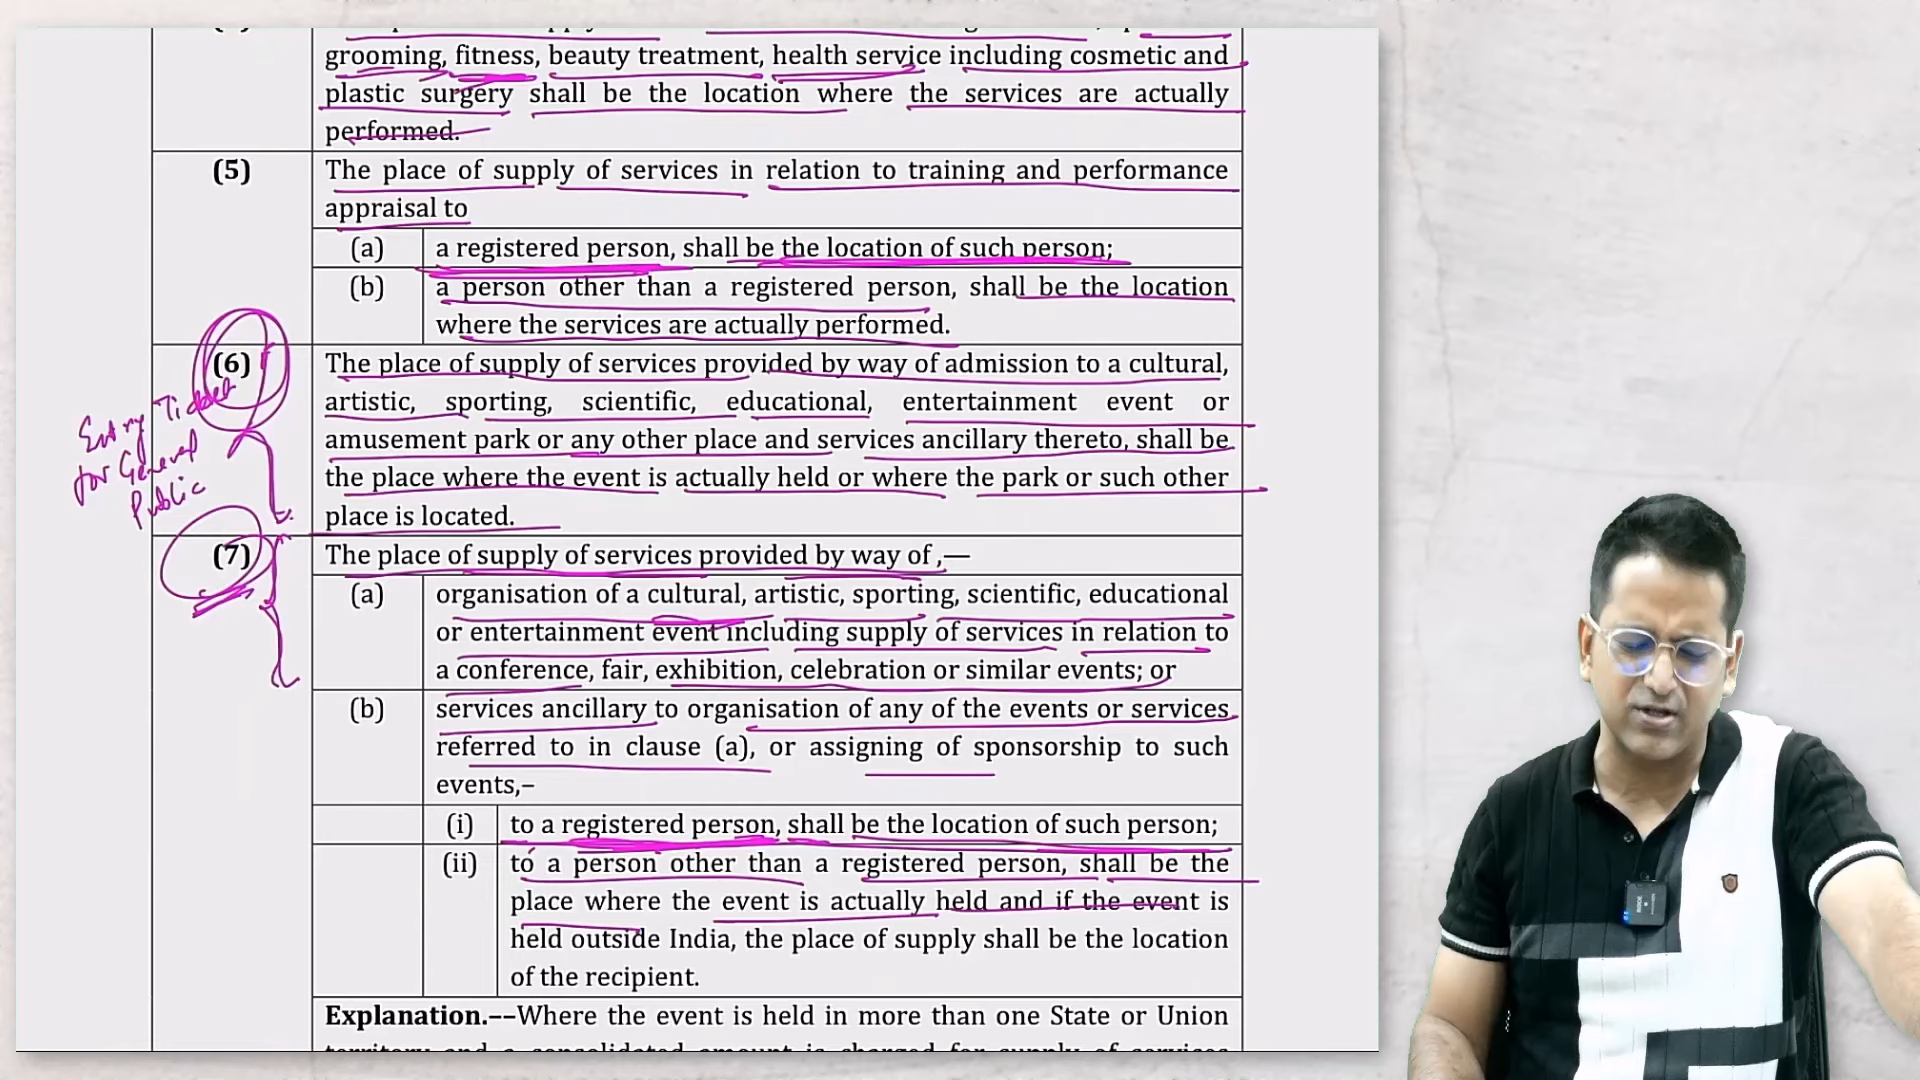 grooming, fitness, beauty treatment, health service including cosmetic and
plastic surgery shall be the location where the services are actually
performed.
(5) The place of supply of services in relation to training and performance
appraisal to
(a) a registered person, shall be the location of such person;
(b) a person other than a registered person, shall be the location
where the services are actually performed.
(6) The place of supply of services provided by way of admission to a cultural,
artistic, sporting, scientific, educational, entertainment event or
amusement park or any other place and services ancillary thereto, shall be
the place where the event is actually held or where the park or such other
place is located.
Entry Ticket
for General
Public
(7) The place of supply of services provided by way of ,—
(a) organisation of a cultural, artistic, sporting, scientific, educational
or entertainment event including supply of services in relation to
a conference, fair, exhibition, celebration or similar events; or
(b) services ancillary to organisation of any of the events or services
referred to in clause (a), or assigning of sponsorship to such
events,–
(i) to a registered person, shall be the location of such person;
(ii) to a person other than a registered person, shall be the
place where the event is actually held and if the event is
held outside India, the place of supply shall be the location
of the recipient.
Explanation.––Where the event is held in more than one State or Union
territory and a consolidated amount is charged for supply of services